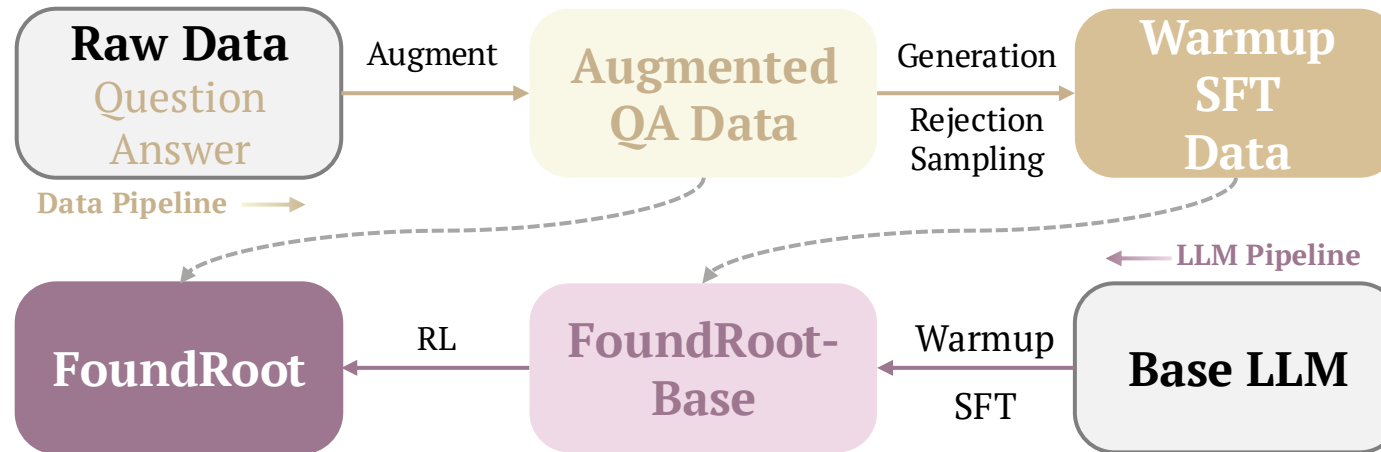 Raw Data
Question
Answer
Augment
Augmented
QA Data
Generation
Rejection
Sampling
Warmup
SFT
Data
Data Pipeline
LLM Pipeline
FoundRoot
RL
FoundRoot-
Base
Warmup
SFT
Base LLM